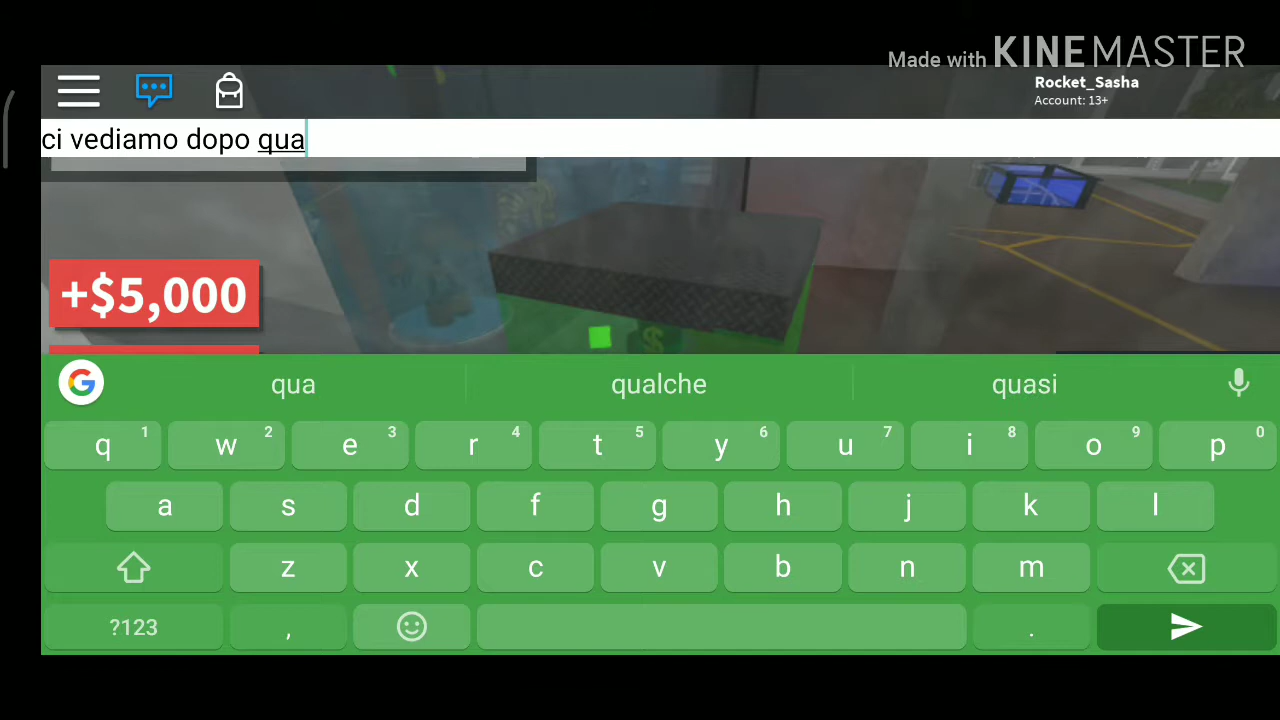 Made with KINEMASTER
Rocket_Sasha
Account: 13+
ci vediamo dopo qua
+$5,000
$
G qua qualche quasi
q 1 w 2 e 3 r 4 t 5 y 6 u 7 i 8 o 9 p 0
a s d f g h j k l
z x c v b n m
?123 , .